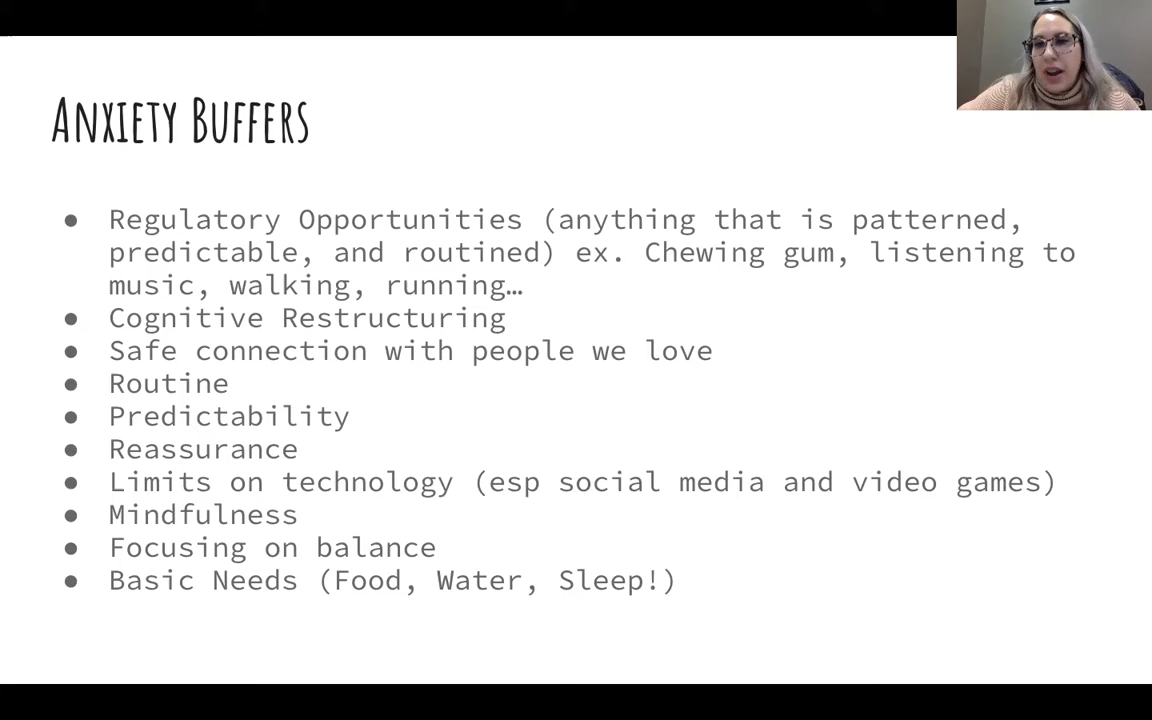 Anxiety Buffers
● Regulatory Opportunities (anything that is patterned,
predictable, and routined) ex. Chewing gum, listening to
music, walking, running…
● Cognitive Restructuring
● Safe connection with people we love
● Routine
● Predictability
● Reassurance
● Limits on technology (esp social media and video games)
● Mindfulness
● Focusing on balance
● Basic Needs (Food, Water, Sleep!)